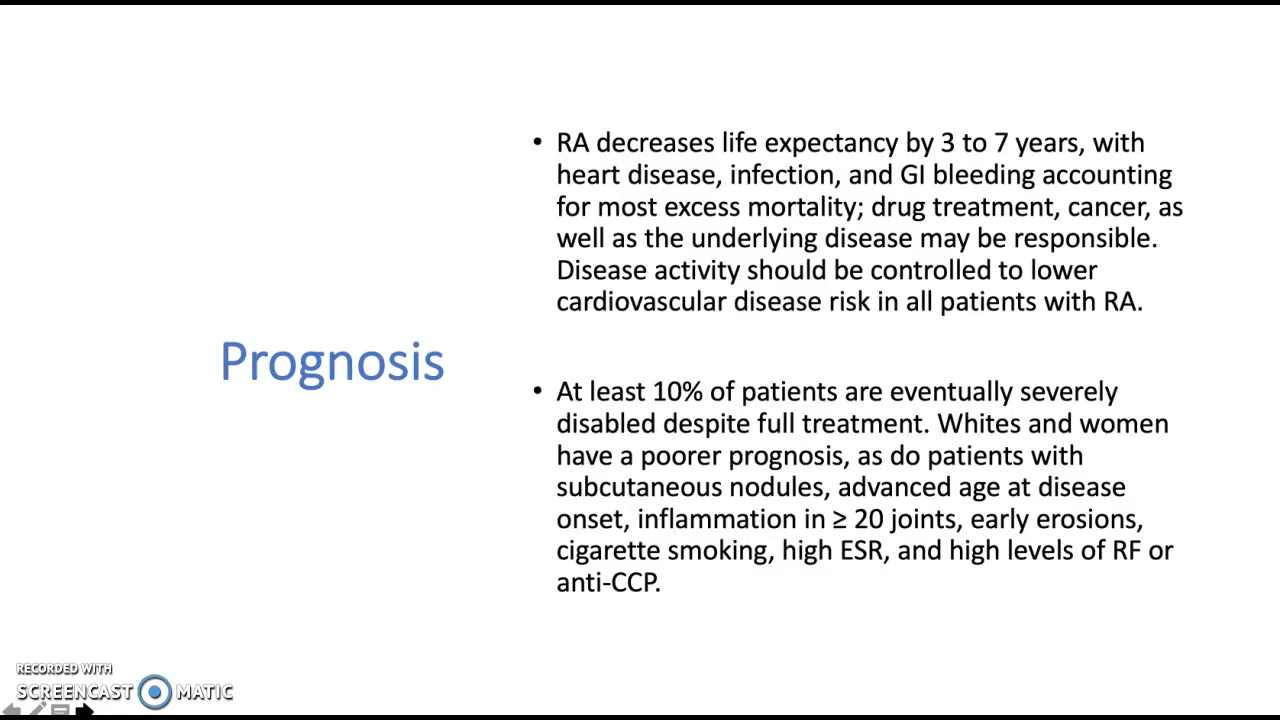 Prognosis
• RA decreases life expectancy by 3 to 7 years, with
heart disease, infection, and GI bleeding accounting
for most excess mortality; drug treatment, cancer, as
well as the underlying disease may be responsible.
Disease activity should be controlled to lower
cardiovascular disease risk in all patients with RA.
• At least 10% of patients are eventually severely
disabled despite full treatment. Whites and women
have a poorer prognosis, as do patients with
subcutaneous nodules, advanced age at disease
onset, inflammation in ≥ 20 joints, early erosions,
cigarette smoking, high ESR, and high levels of RF or
anti-CCP.
RECORDED WITH
SCREENCAST MATIC